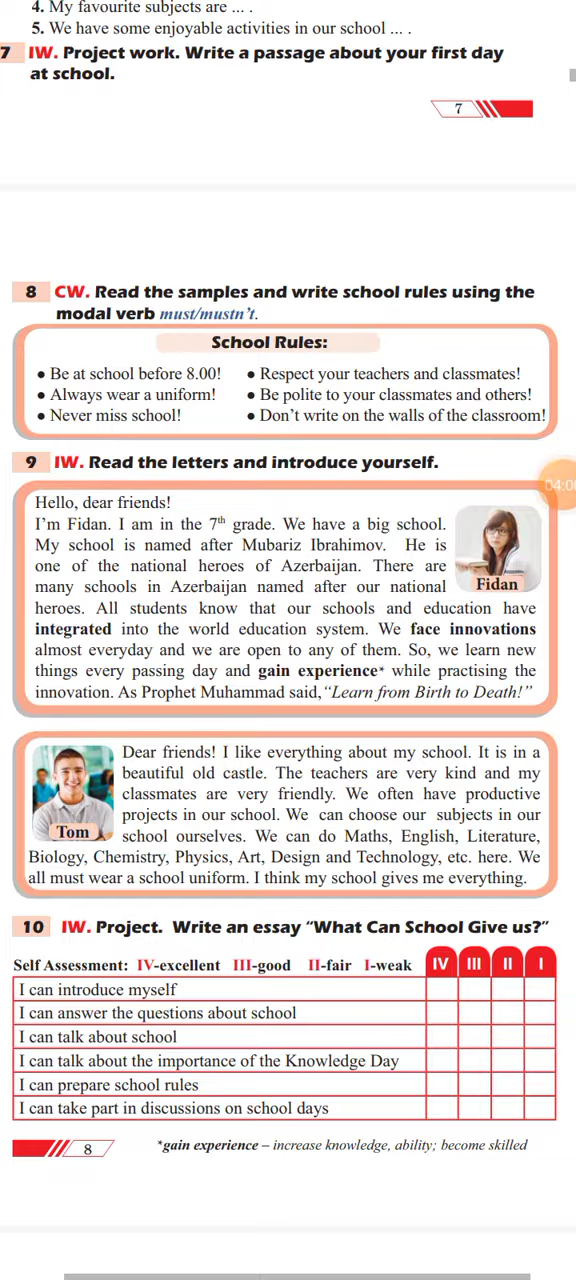 4. My favourite subjects are ... .
5. We have some enjoyable activities in our school ... .
7 IW. Project work. Write a passage about your first day
at school.
7
8 CW. Read the samples and write school rules using the
modal verb must/mustn't.
School Rules:
● Be at school before 8.00!
● Always wear a uniform!
● Never miss school!
● Respect your teachers and classmates!
● Be polite to your classmates and others!
● Don't write on the walls of the classroom!
9 IW. Read the letters and introduce yourself.
04:00
Hello, dear friends!
I'm Fidan. I am in the 7th grade. We have a big school.
My school is named after Mubariz Ibrahimov. He is
one of the national heroes of Azerbaijan. There are
many schools in Azerbaijan named after our national
heroes. All students know that our schools and education have
integrated into the world education system. We face innovations
almost everyday and we are open to any of them. So, we learn new
things every passing day and gain experience* while practising the
innovation. As Prophet Muhammad said, "Learn from Birth to Death!"
Fidan
Dear friends! I like everything about my school. It is in a
beautiful old castle. The teachers are very kind and my
classmates are very friendly. We often have productive
projects in our school. We can choose our subjects in our
school ourselves. We can do Maths, English, Literature,
Biology, Chemistry, Physics, Art, Design and Technology, etc. here. We
all must wear a school uniform. I think my school gives me everything.
Tom
10 IW. Project. Write an essay "What Can School Give us?"
Self Assessment: IV-excellent III-good II-fair I-weak IV III II I
I can introduce myself
I can answer the questions about school
I can talk about school
I can talk about the importance of the Knowledge Day
I can prepare school rules
I can take part in discussions on school days
8
*gain experience – increase knowledge, ability; become skilled